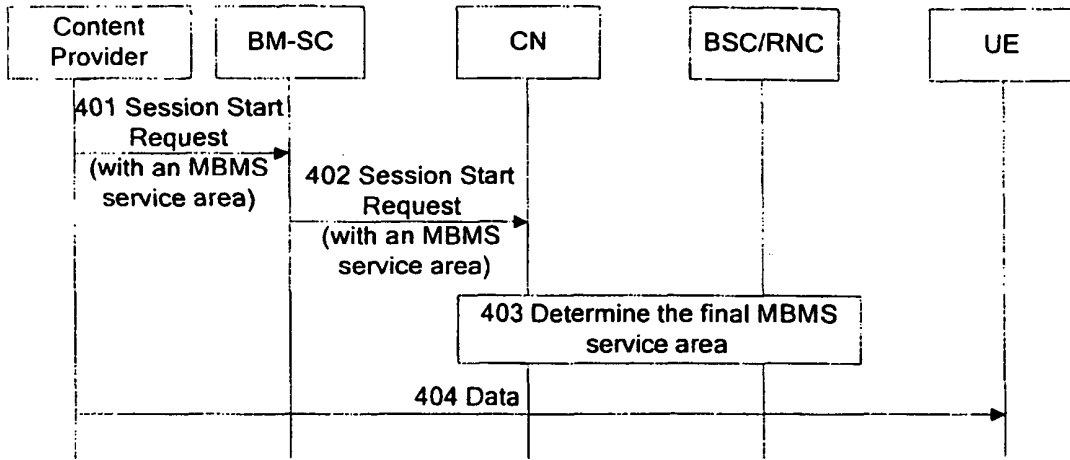 Content
Provider
BM-SC
CN
BSC/RNC
UE
401 Session Start
Request
(with an MBMS
service area)
402 Session Start
Request
(with an MBMS
service area)
403 Determine the final MBMS
service area
404 Data